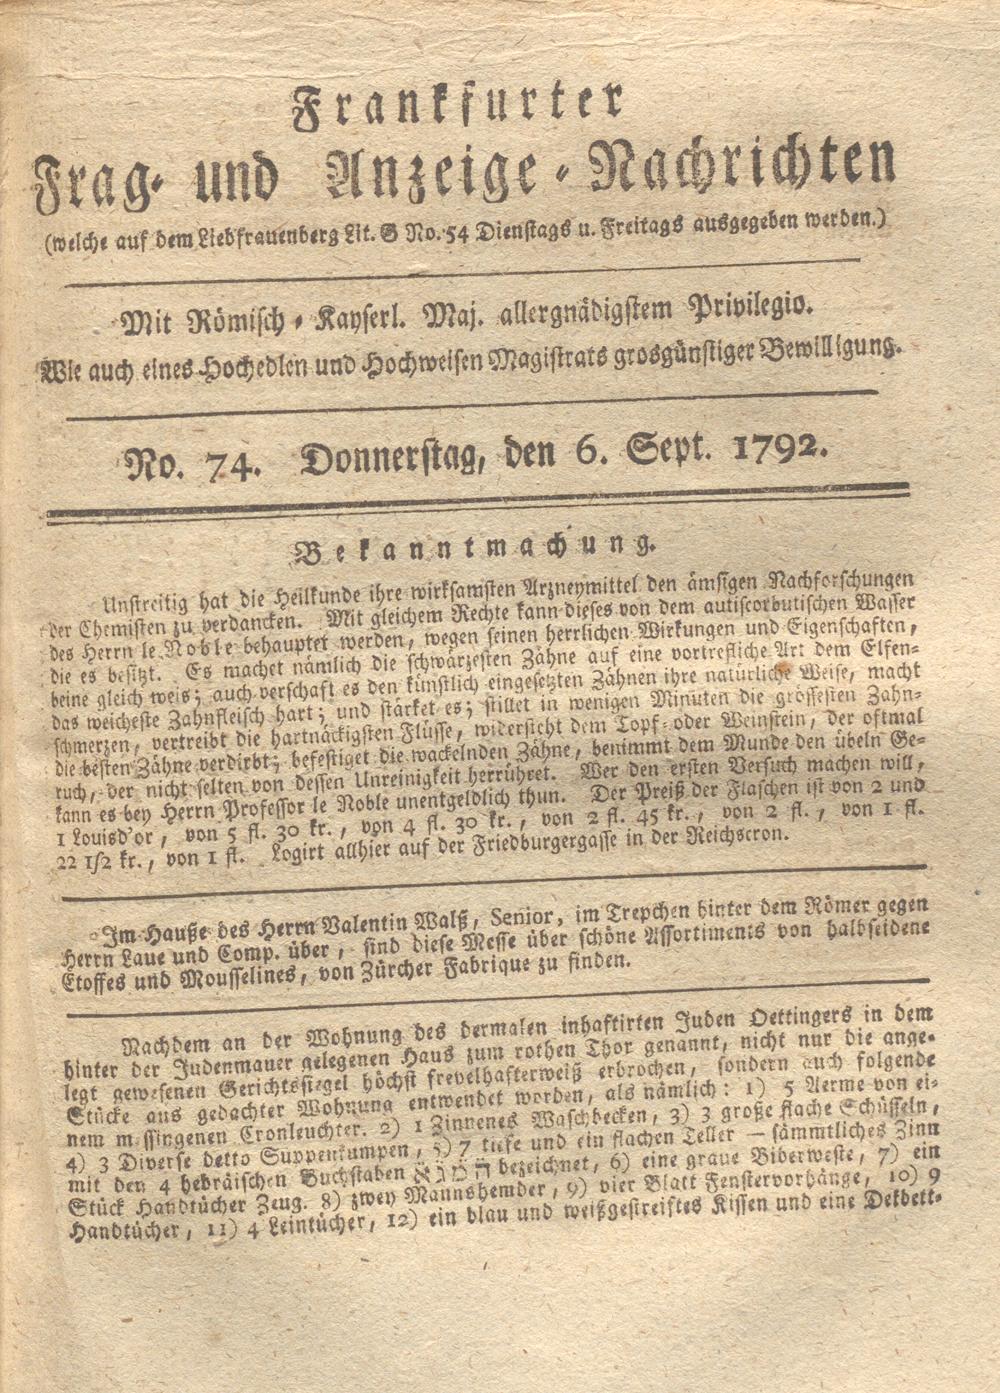 Frankfurter
Frag- und Anzeige-Nachrichten
(welche auf dem Liebfrauenberg Lit. G No. 54 Dienstags u. Freitags ausgegeben werden.)
Mit Römisch-Kayserl. Maj. allergnädigstem Privilegio.
Wie auch eines Hochedlen und Hochweisen Magistrats grosgünstiger Bewilligung.
No. 74. Donnerstag, den 6. Sept. 1792.
Bekanntmachung.
Unstreitig hat die Heilkunde ihre wirksamsten Arzneymittel den ämsigen Nachforschungen
der Chemisten zu verdancken. Mit gleichem Rechte kann dieses von dem autiscorbutischen Wasser
des Herrn le Noble behauptet werden, wegen seinen herrlichen Wirkungen und Eigenschaften,
die es besitzt. Es machet nämlich die schwärzesten Zähne auf eine vortrefliche Art dem Elfen-
beine gleich weis; auch verschaft es den künstlich eingesetzten Zähnen ihre natürliche Weise, macht
das weicheste Zahnfleisch hart; und stärket es; stillet in wenigen Minuten die grössesten Zahn-
schmerzen, vertreibt die hartnäckigsten Flüsse, widersteht dem Topf- oder Weinstein, der oftmal
die besten Zähne verdirbt; befestiget die wackelnden Zähne, benimmt dem Munde den übeln Ge-
ruch, der nicht selten von dessen Unreinigkeit herrühret. Wer den ersten Versuch machen will,
kann es bey Herrn Professor le Noble unentgeldlich thun. Der Preiß der Flaschen ist von 2 und
1 Louisd'or, von 5 fl. 30 kr., von 4 fl. 30 kr., von 2 fl. 45 kr., von 2 fl., von 1 fl.
22 1/2 kr., von 1 fl. Logirt allhier auf der Friedburgergasse in der Reichscron.
Im Hauße des Herrn Valentin Walß, Senior, im Trepchen hinter dem Römer gegen
Herrn Laue und Comp. über, sind diese Messe über schöne Assortiments von halbseidene
Etoffes und Mousselines, von Zürcher Fabrique zu finden.
Nachdem an der Wohnung des dermalen inhaftirten Juden Oettingers in dem
hinter der Judenmauer gelegenen Haus zum rothen Thor genannt, nicht nur die ange-
legt gewesenen Gerichtssiegel höchst frevelhafterweiß erbrochen, sondern auch folgende
Stücke aus gedachter Wohnung entwendet worden, als nämlich: 1) 5 Aerme von ei-
nem messingenen Cronleuchter. 2) 1 Zinnenes Waschbecken, 3) 3 große flache Schüsseln,
4) 3 Diverse detto Suppenkumpen, 5) 7 tiefe und ein flachen Teller — sämmtliches Zinn
mit den 4 hebräischen Buchstaben bezeichnet, 6) eine graue Biberweste, 7) ein
Stück Handtücher Zeug. 8) zwey Mannshemder, 9) vier Blatt Fenstervorhänge, 10) 9
Handtücher, 11) 4 Leintücher, 12) ein blau und weißgestreiftes Kissen und eine Dekbett-